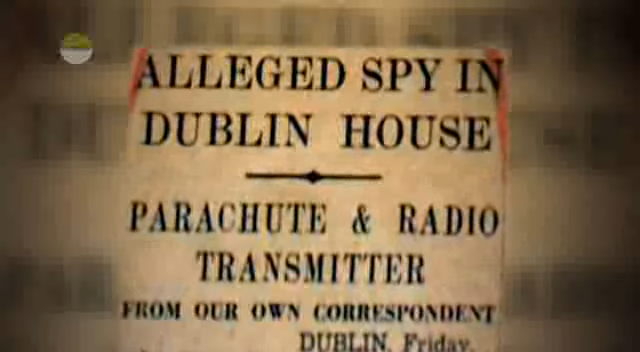 ALLEGED SPY IN
DUBLIN HOUSE
PARACHUTE & RADIO
TRANSMITTER
FROM OUR OWN CORRESPONDENT
DUBLIN, Friday.